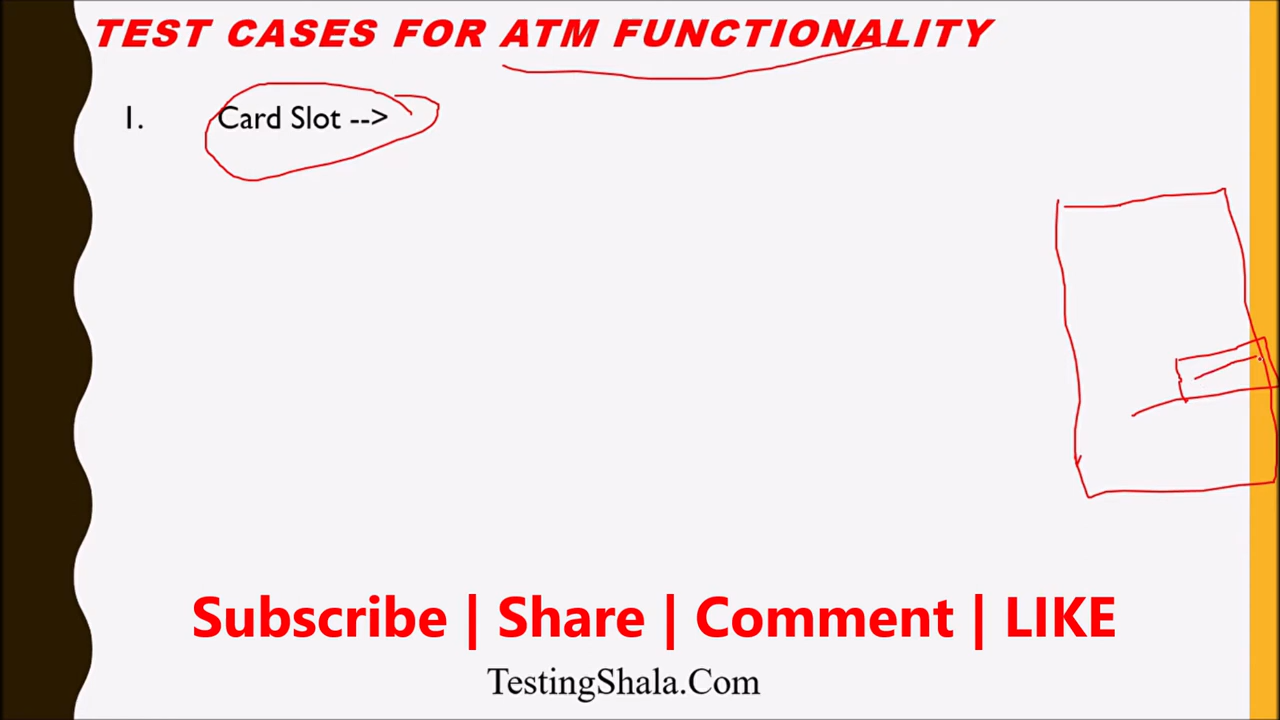 TEST CASES FOR ATM FUNCTIONALITY
1. Card Slot -->
Subscribe | Share | Comment | LIKE
TestingShala.Com